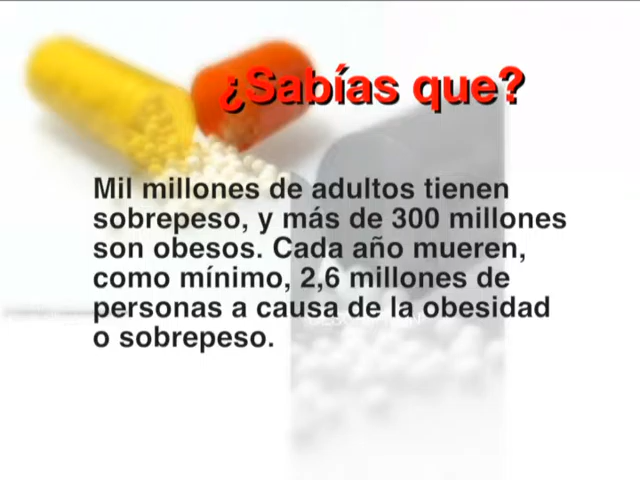 ¿Sabías que?
Mil millones de adultos tienen
sobrepeso, y más de 300 millones
son obesos. Cada año mueren,
como mínimo, 2,6 millones de
personas a causa de la obesidad
o sobrepeso.